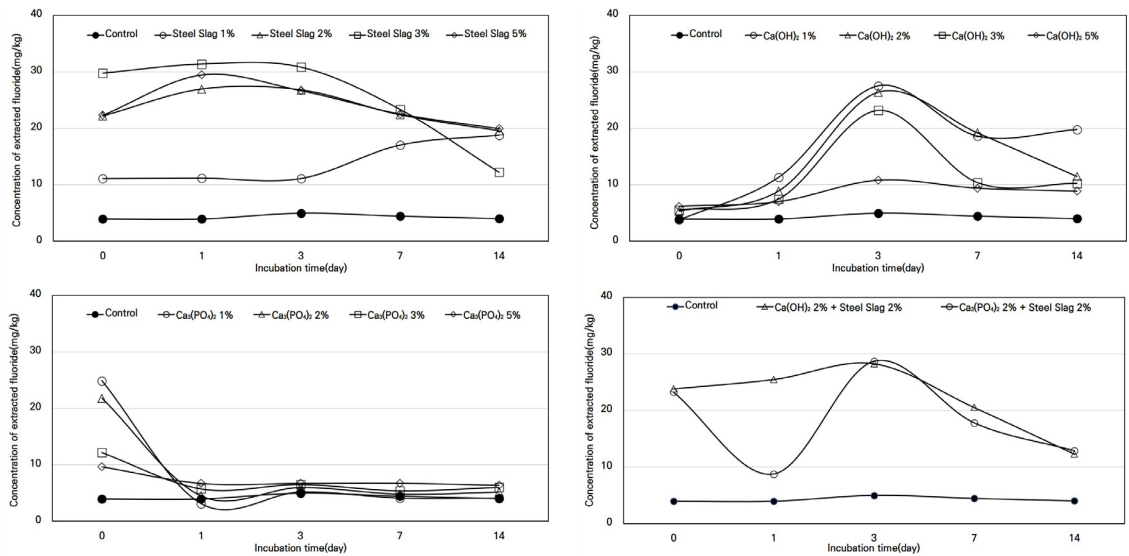 40
Control Steel Slag 1% Steel Slag 2% Steel Slag 3% Steel Slag 5%
30
20
10
0
0 1 3 7 14
Incubation time(day)
Concentration of extracted fluoride(mg/kg)
40
Control Ca(OH)₂ 1% Ca(OH)₂ 2% Ca(OH)₂ 3% Ca(OH)₂ 5%
30
20
10
0
0 1 3 7 14
Incubation time(day)
Concentration of extracted fluoride(mg/kg)
40
Control Ca₃(PO₄)₂ 1% Ca₃(PO₄)₂ 2% Ca₃(PO₄)₂ 3% Ca₃(PO₄)₂ 5%
30
20
10
0
0 1 3 7 14
Incubation time(day)
Concentration of extracted fluoride(mg/kg)
40
Control Ca(OH)₂ 2% + Steel Slag 2% Ca₃(PO₄)₂ 2% + Steel Slag 2%
30
20
10
0
0 1 3 7 14
Incubation time(day)
Concentration of extracted fluoride(mg/kg)